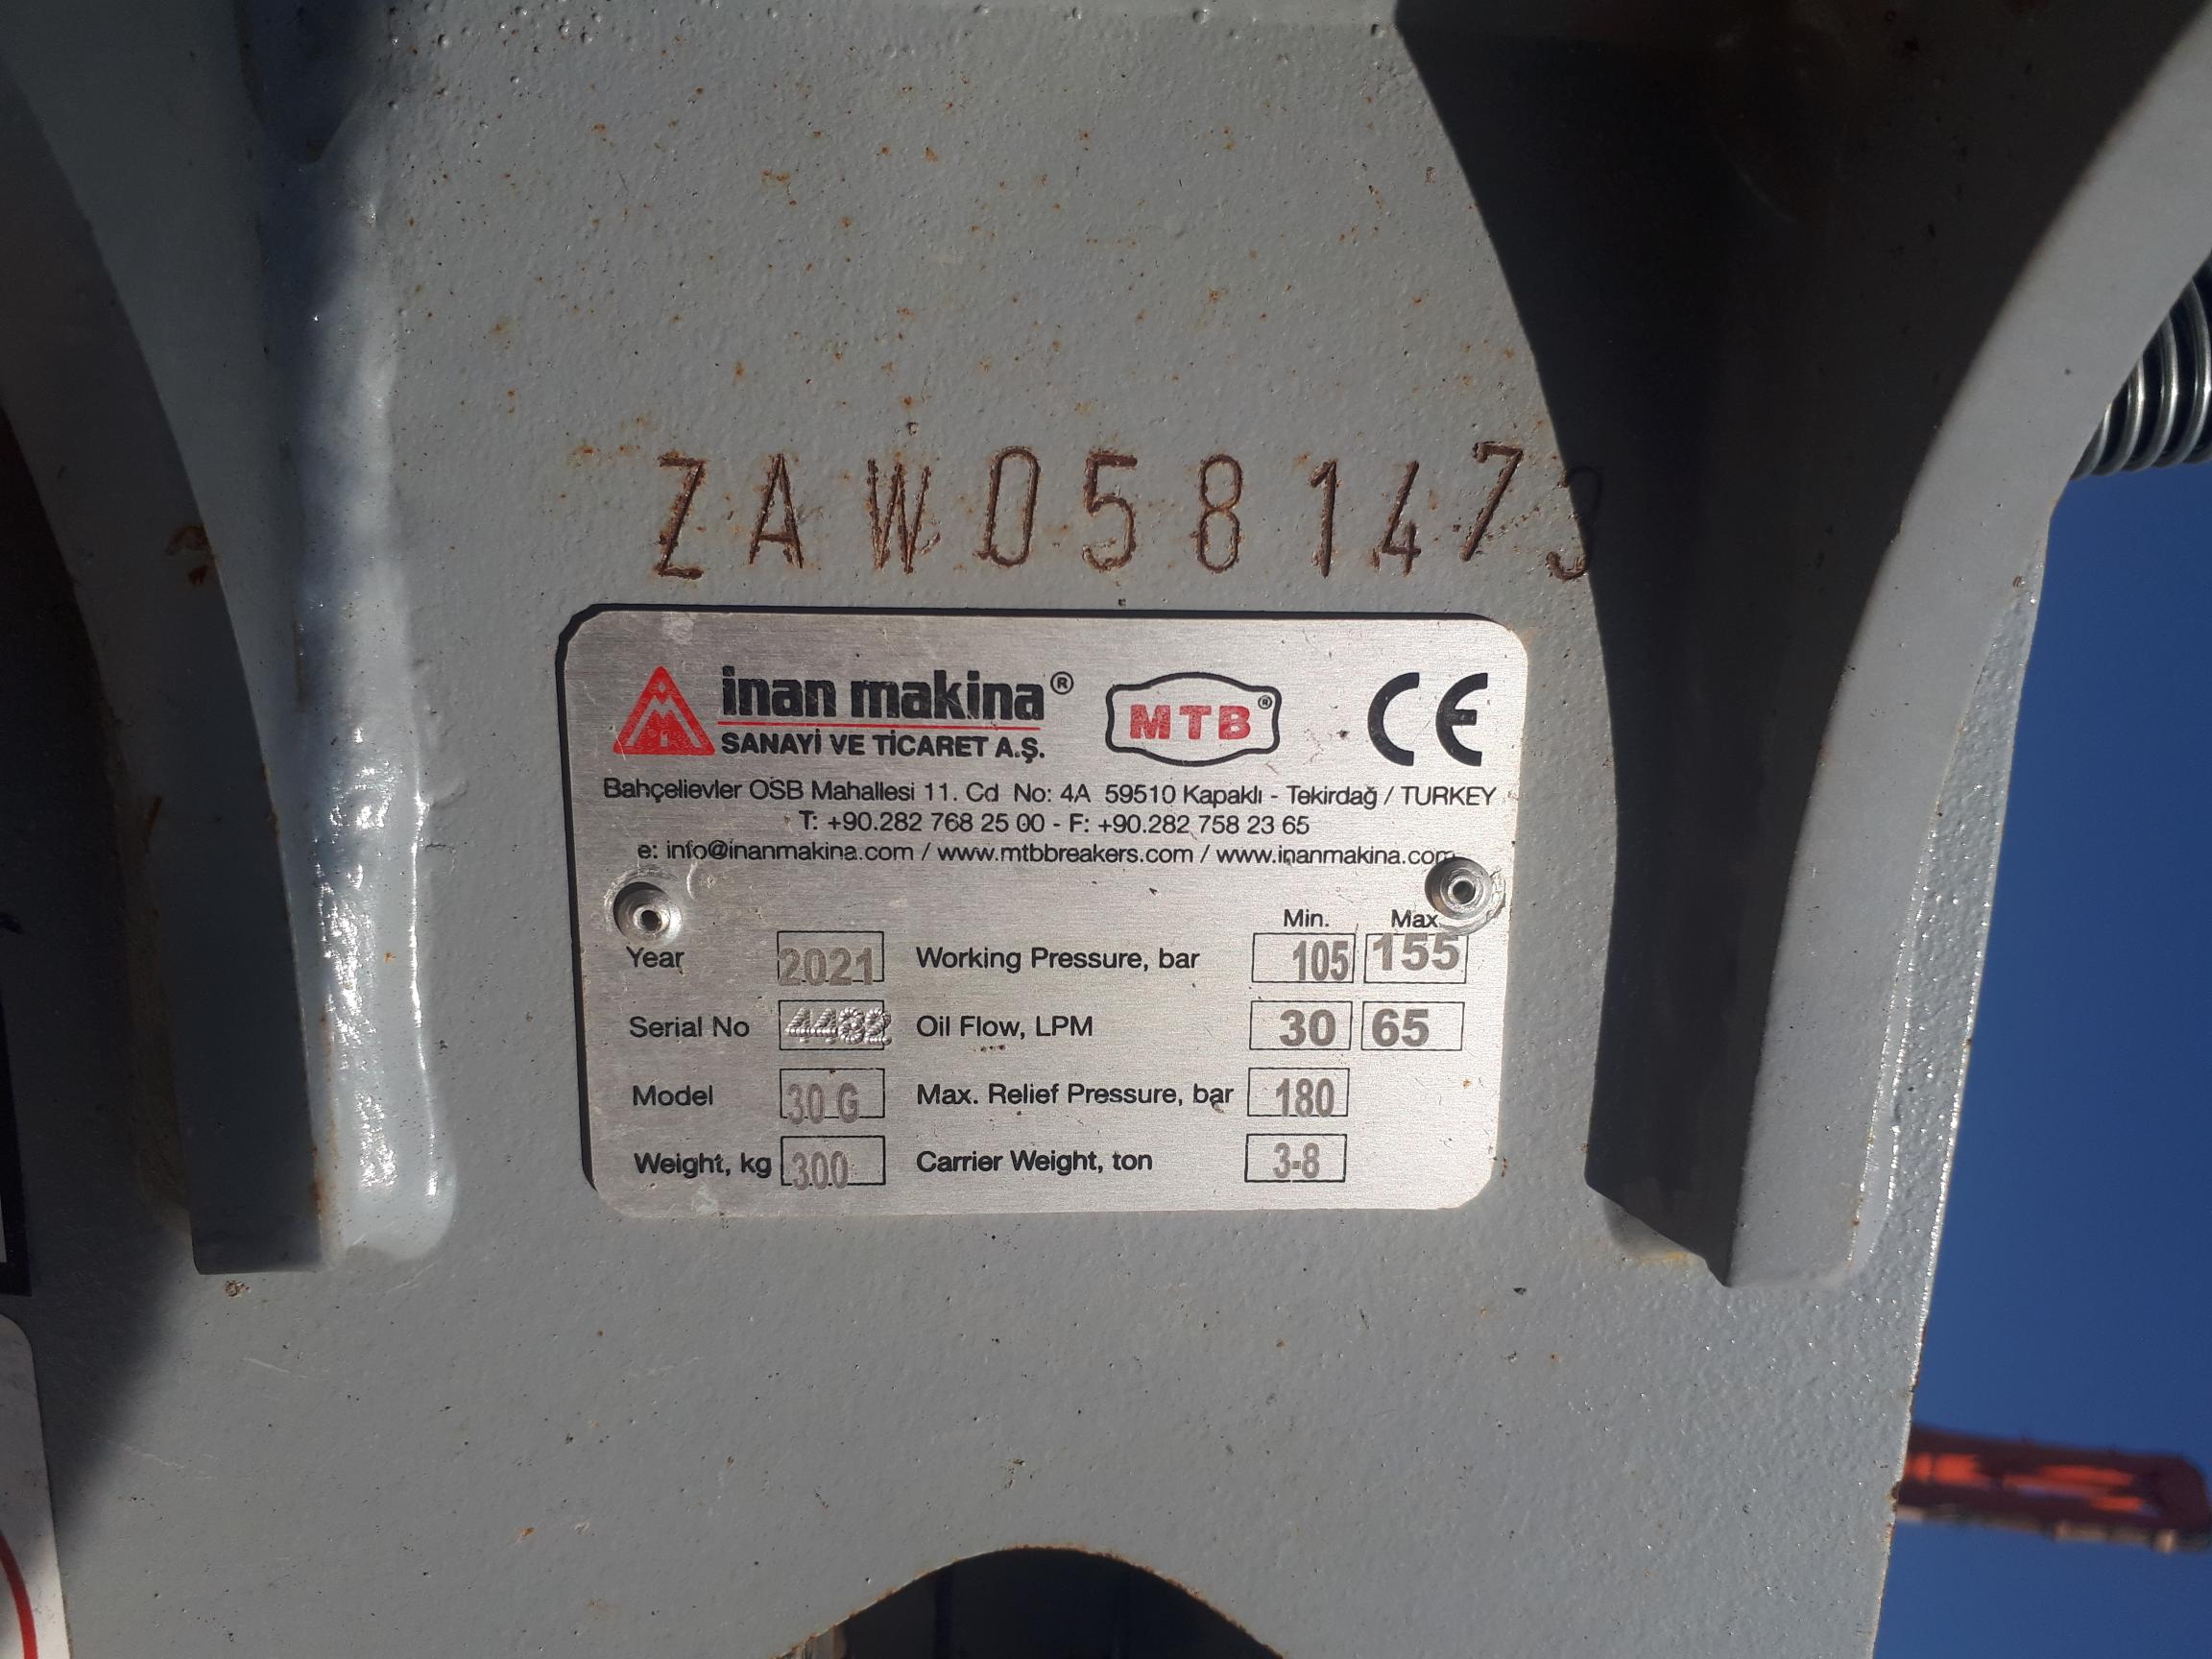 ZAW0581473
inan makina®
SANAYİ VE TİCARET A.Ş.
MTB®
CE
Bahçelievler OSB Mahallesi 11. Cd No: 4A 59510 Kapaklı - Tekirdağ / TURKEY
T: +90.282 768 25 00 - F: +90.282 758 23 65
e: info@inanmakina.com / www.mtbbreakers.com / www.inanmakina.com
Min. Max.
Year 2021 Working Pressure, bar 105 155
Serial No 4482 Oil Flow, LPM 30 65
Model 30 G Max. Relief Pressure, bar 180
Weight, kg 300 Carrier Weight, ton 3-8